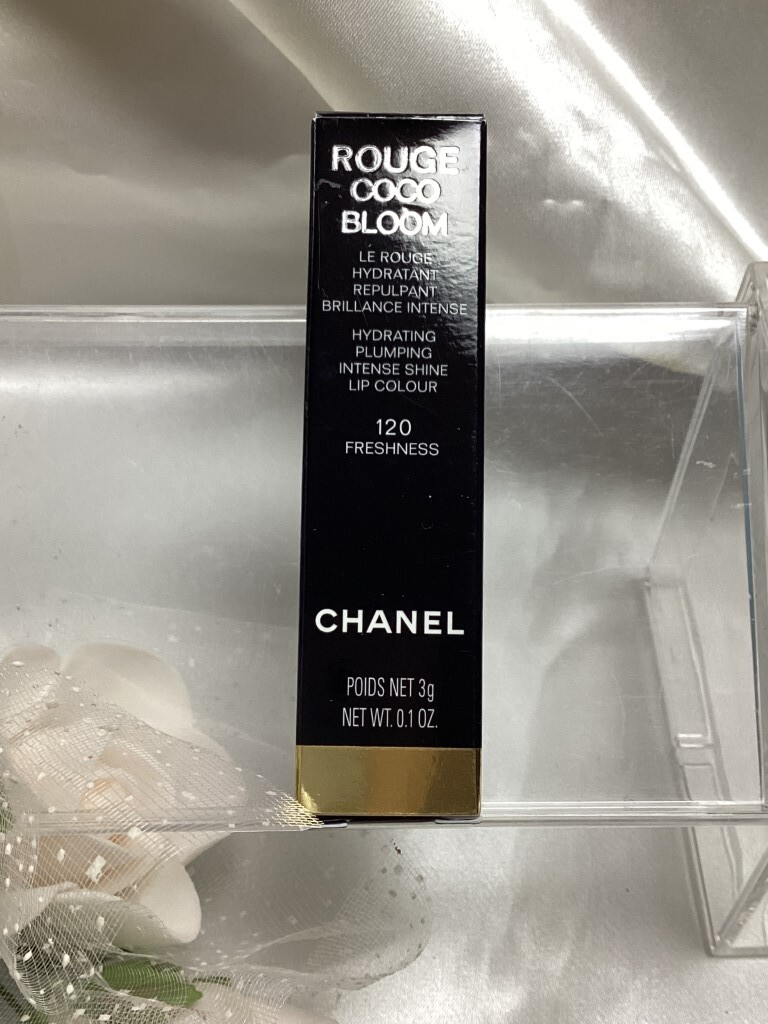 ROUGE
COCO
BLOOM
LE ROUGE
HYDRATANT
REPULPANT
BRILLANCE INTENSE
HYDRATING
PLUMPING
INTENSE SHINE
LIP COLOUR
120
FRESHNESS
CHANEL
POIDS NET 3g
NET WT. 0.1 OZ.